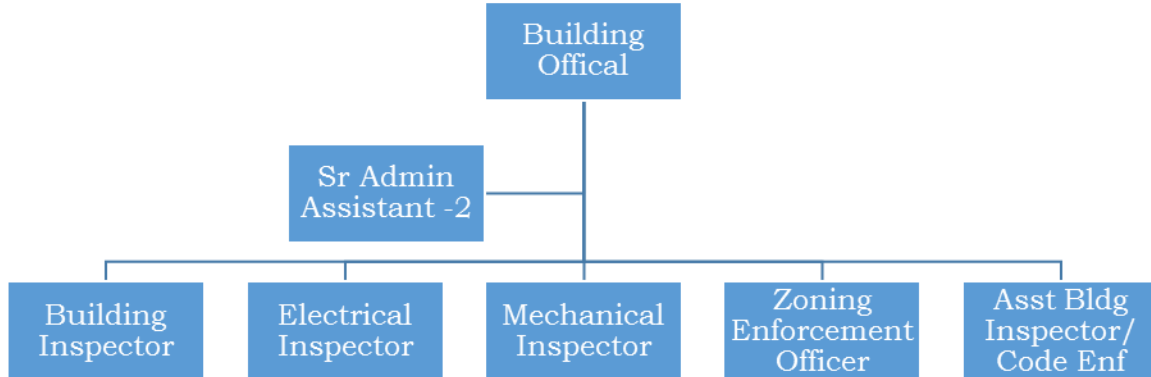 Building
Offical
Sr Admin
Assistant -2
Building
Inspector
Electrical
Inspector
Mechanical
Inspector
Zoning
Enforcement
Officer
Asst Bldg
Inspector/
Code Enf